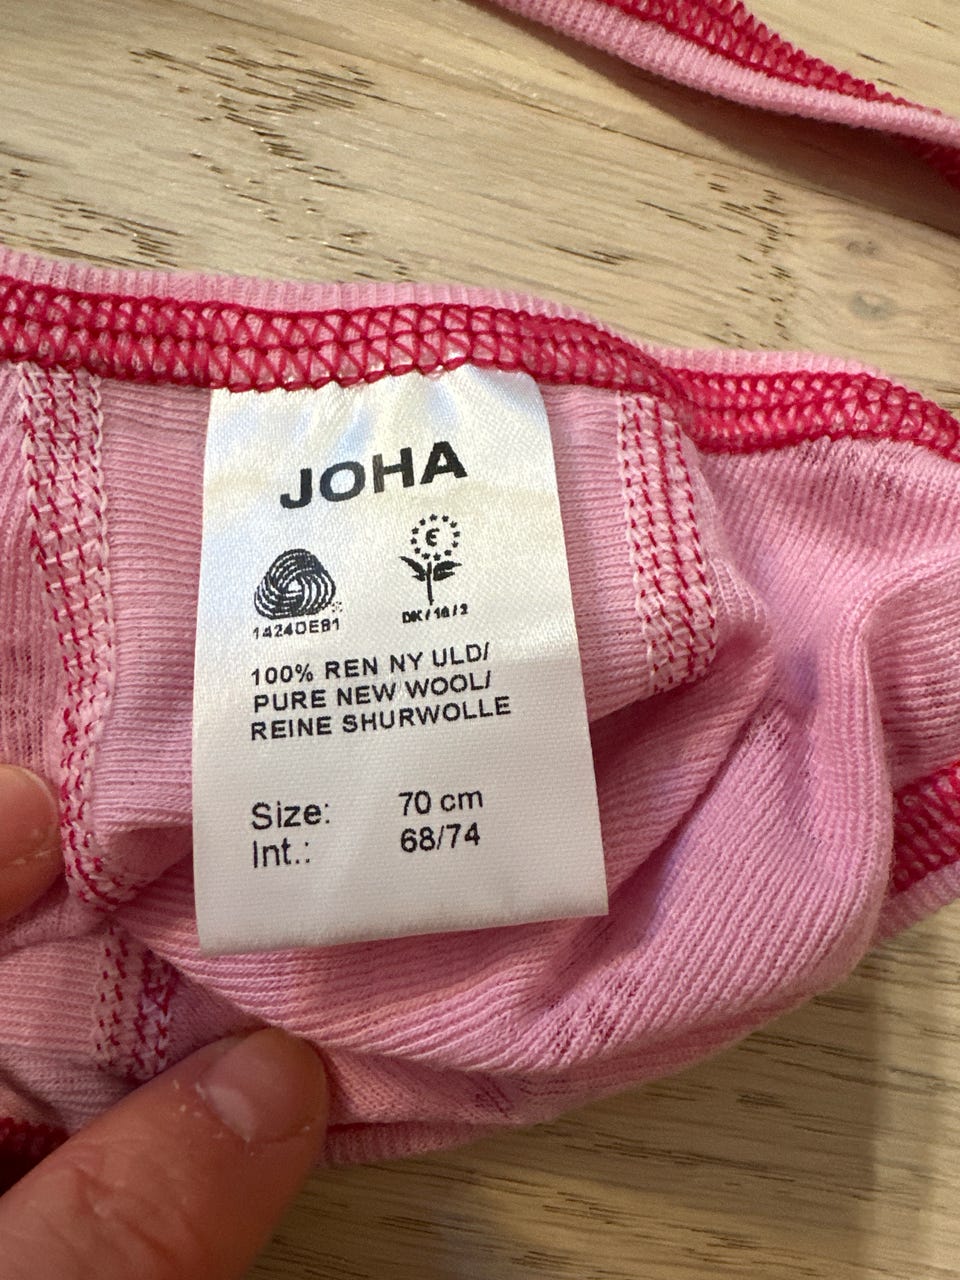 JOHA
€
1424DE81
DK/16/2
100% REN NY ULD/
PURE NEW WOOL/
REINE SHURWOLLE
Size: 70 cm
Int.: 68/74